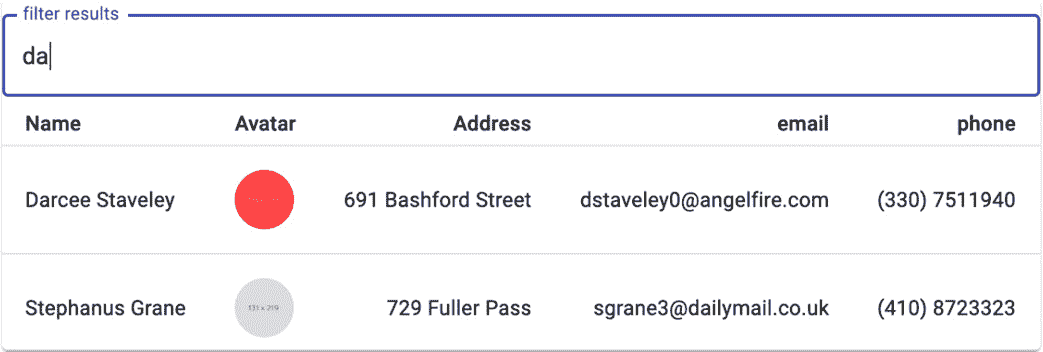 filter results
da
Name Avatar Address email phone
Darcee Staveley 691 Bashford Street dstaveley0@angelfire.com (330) 7511940
Stephanus Grane 131 x 219 729 Fuller Pass sgrane3@dailymail.co.uk (410) 8723323